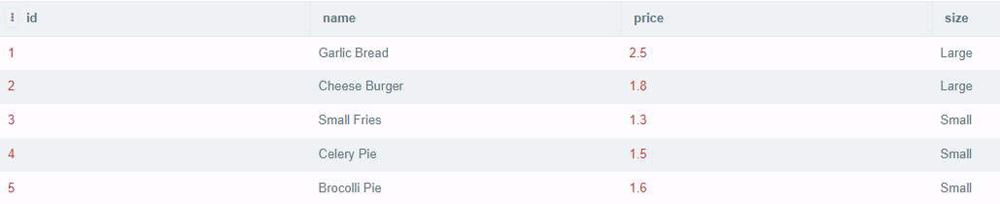 id name price size
1 Garlic Bread 2.5 Large
2 Cheese Burger 1.8 Large
3 Small Fries 1.3 Small
4 Celery Pie 1.5 Small
5 Brocolli Pie 1.6 Small